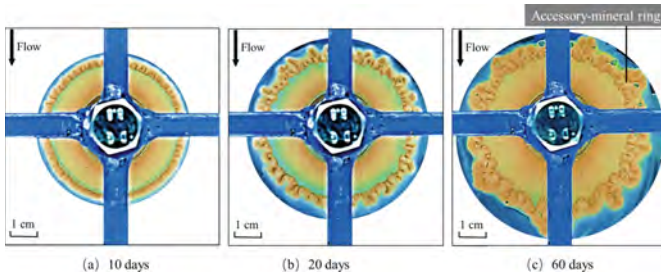 Accessory-mineral ring
Flow
Flow
Flow
1 cm
1 cm
1 cm
(a) 10 days
(b) 20 days
(c) 60 days